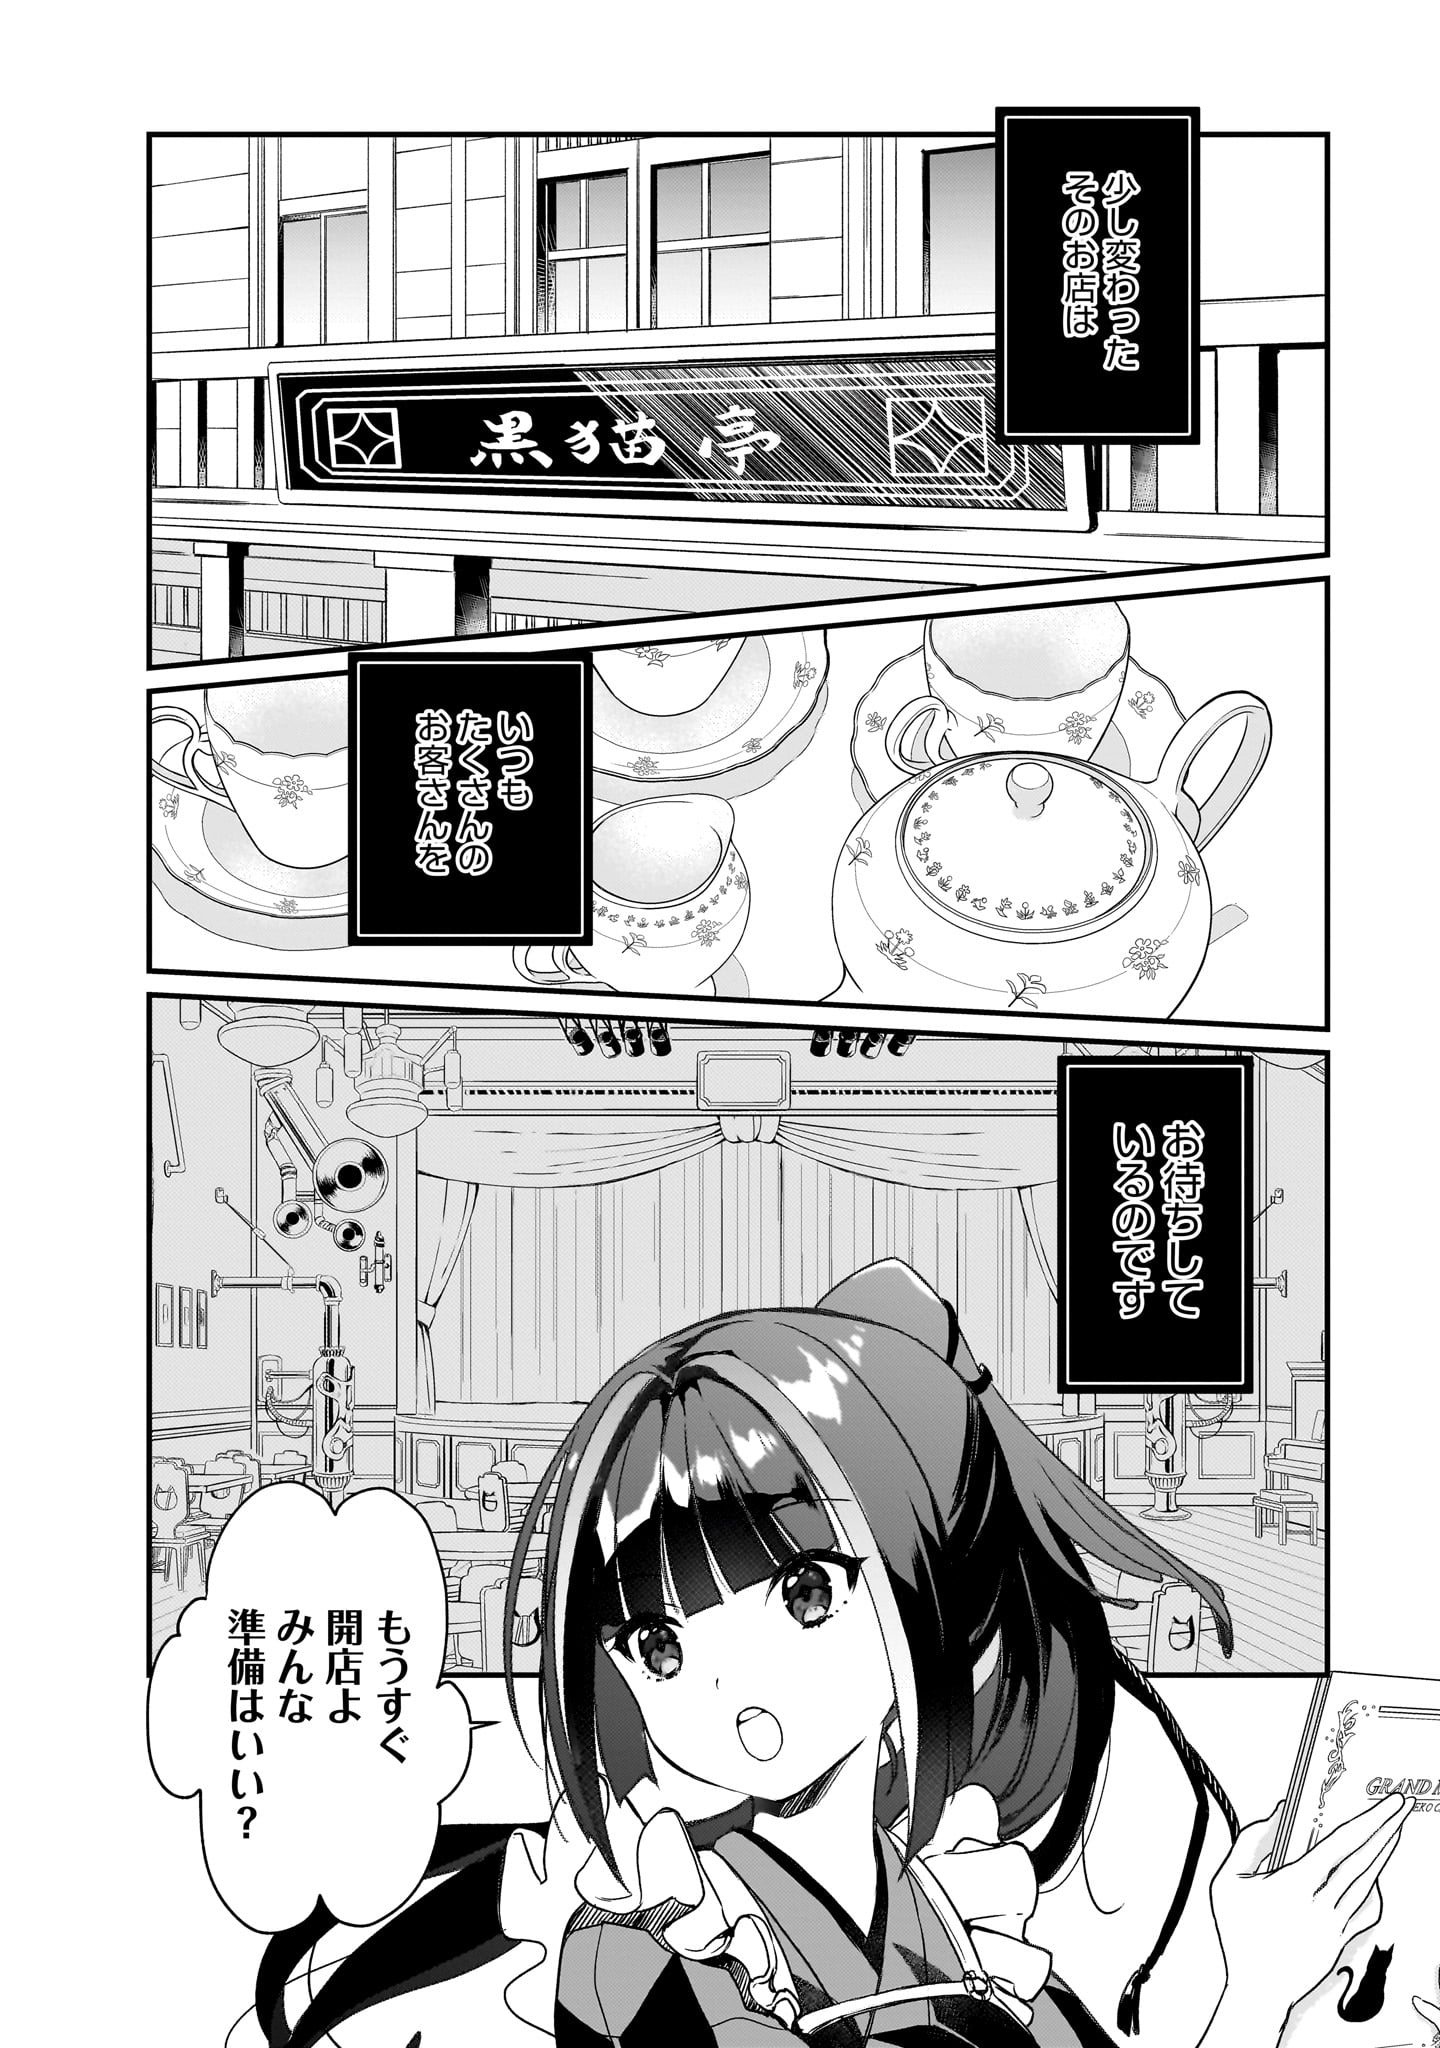 少し変わった
そのお店は
黒猫亭
いつも
たくさんの
お客さんを
お待ちして
いるのです
もうすぐ
開店よ
みんな
準備はいい?
GRAND